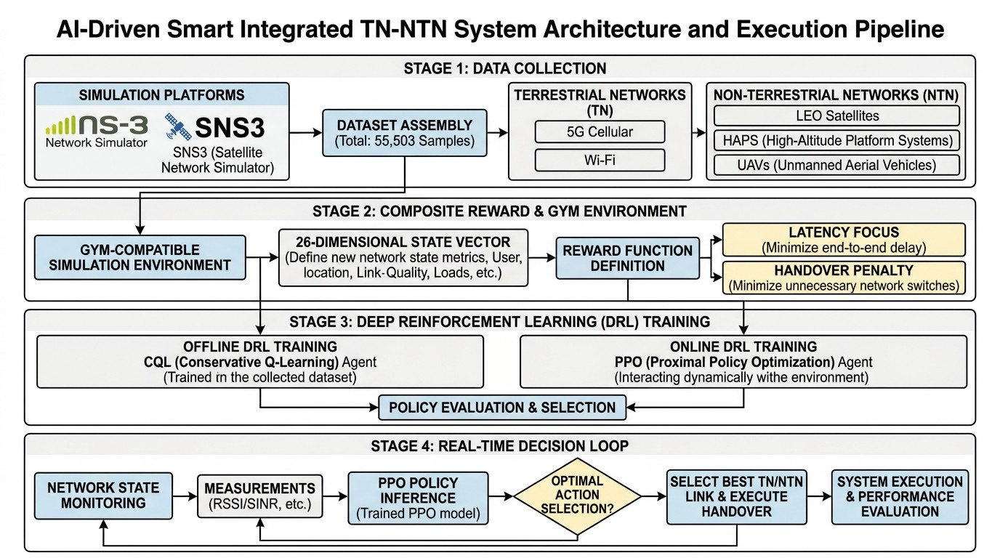 AI-Driven Smart Integrated TN-NTN System Architecture and Execution Pipeline
STAGE 1: DATA COLLECTION
SIMULATION PLATFORMS
ns-3
Network Simulator
SNS3
SNS3 (Satellite
Network Simulator)
DATASET ASSEMBLY
(Total: 55,503 Samples)
TERRESTRIAL NETWORKS
(TN)
5G Cellular
Wi-Fi
NON-TERRESTRIAL NETWORKS (NTN)
LEO Satellites
HAPS (High-Altitude Platform Systems)
UAVs (Unmanned Aerial Vehicles)
STAGE 2: COMPOSITE REWARD & GYM ENVIRONMENT
GYM-COMPATIBLE
SIMULATION ENVIRONMENT
26-DIMENSIONAL STATE VECTOR
(Define new network state metrics, User,
location, Link-Quality, Loads, etc.)
REWARD FUNCTION
DEFINITION
LATENCY FOCUS
(Minimize end-to-end delay)
HANDOVER PENALTY
(Minimize unnecessary network switches)
STAGE 3: DEEP REINFORCEMENT LEARNING (DRL) TRAINING
OFFLINE DRL TRAINING
CQL (Conservative Q-Learning) Agent
(Trained in the collected dataset)
ONLINE DRL TRAINING
PPO (Proximal Policy Optimization) Agent
(Interacting dynamically withe environment)
POLICY EVALUATION & SELECTION
STAGE 4: REAL-TIME DECISION LOOP
NETWORK STATE
MONITORING
MEASUREMENTS
(RSSI/SINR, etc.)
PPO POLICY
INFERENCE
(Trained PPO model)
OPTIMAL
ACTION
SELECTION?
SELECT BEST TN/NTN
LINK & EXECUTE
HANDOVER
SYSTEM EXECUTION
& PERFORMANCE
EVALUATION